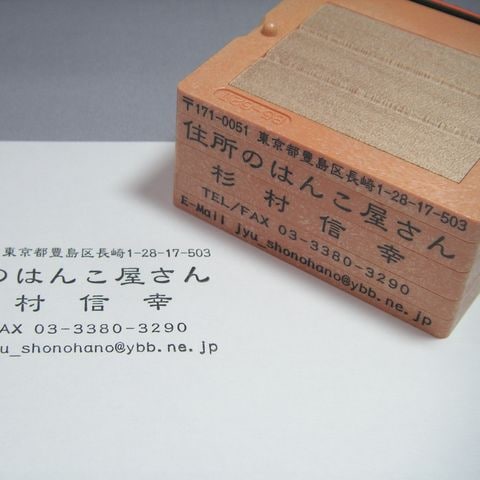 〒171-0051 東京都豊島区長崎1-28-17-503
住所のはんこ屋さん
杉村信幸
TEL/FAX 03-3380-3290
E-Mail jyu_shonohano@ybb.ne.jp
東京都豊島区長崎1-28-17-503
のはんこ屋さん
村信幸
FAX 03-3380-3290
u_shonohano@ybb.ne.jp